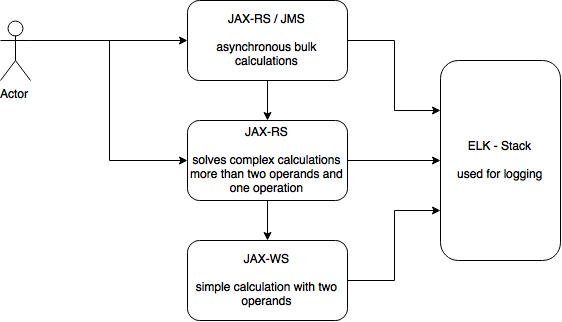 JAX-RS / JMS
asynchronous bulk
calculations
Actor
JAX-RS
solves complex calculations
more than two operands and
one operation
ELK - Stack
used for logging
JAX-WS
simple calculation with two
operands